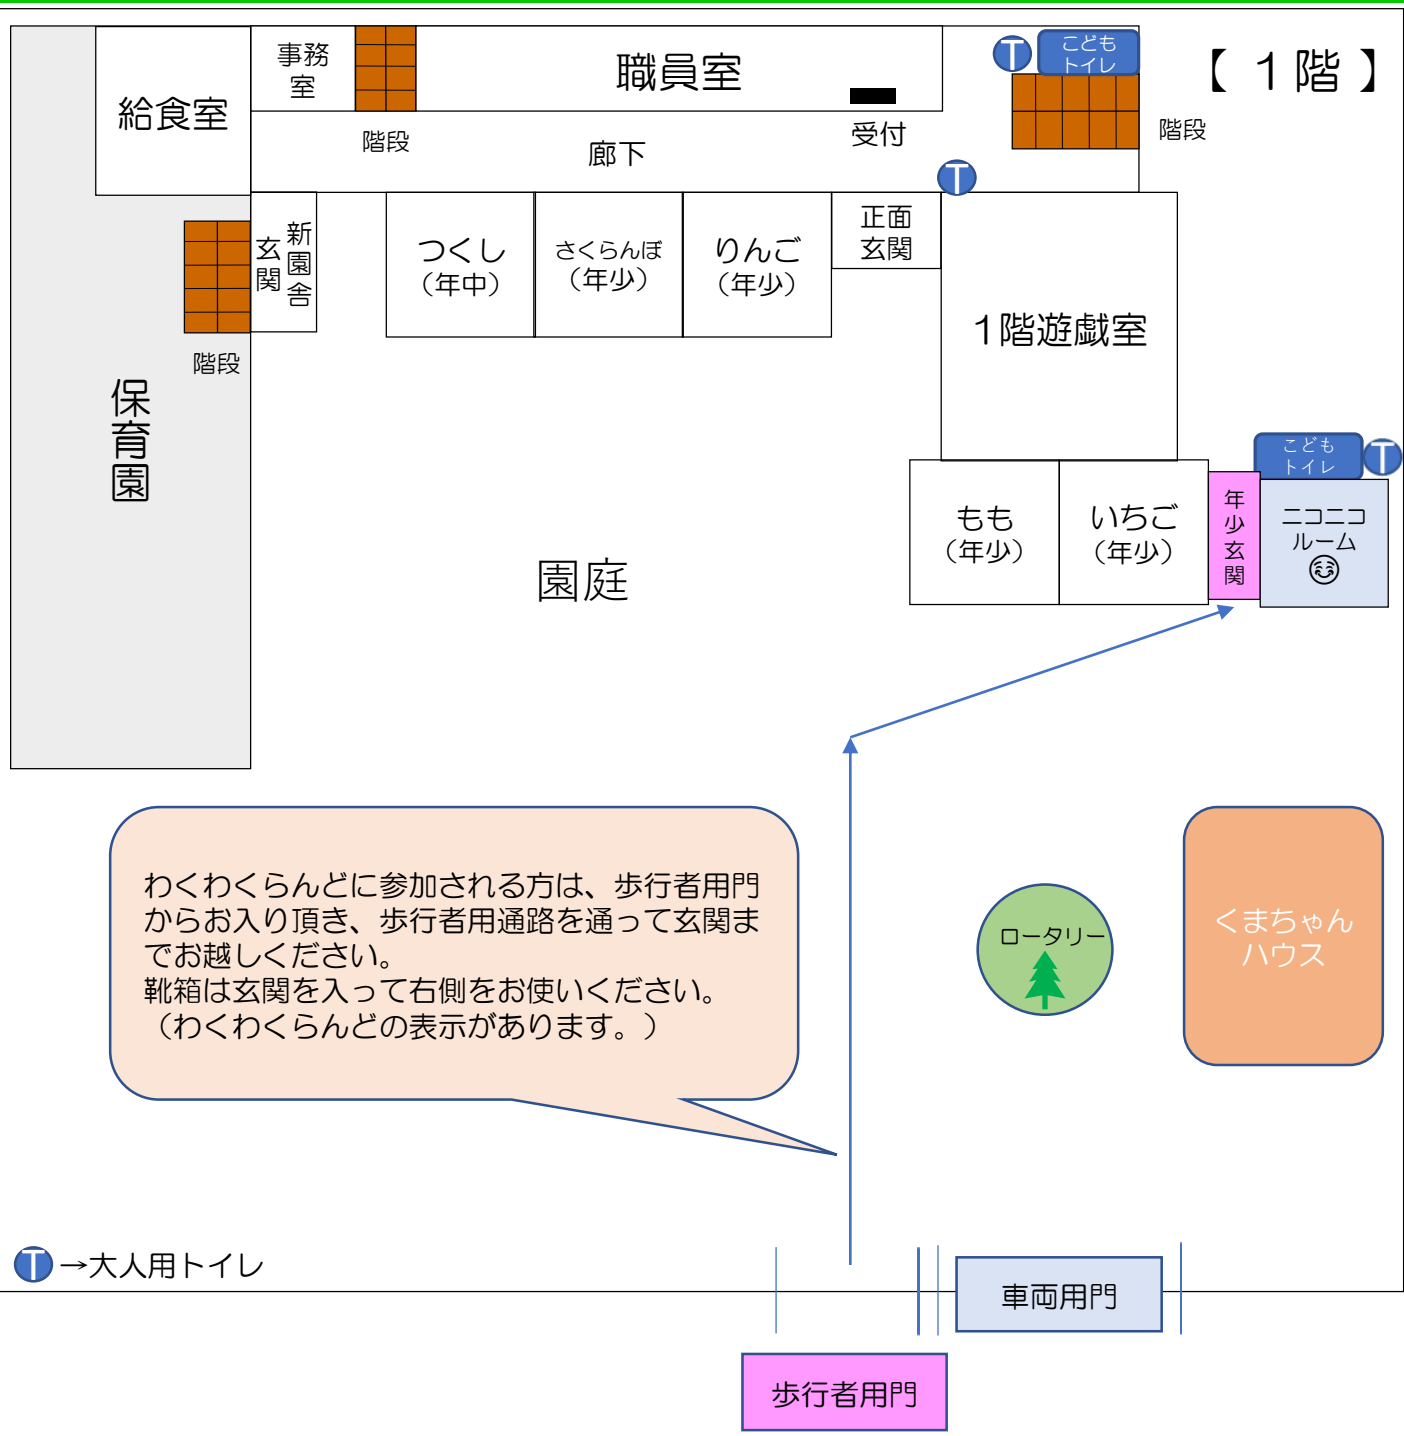 【１階】
事務
室
職員室
こども
トイレ
給食室
階段
廊下
受付
階段
新園舎
玄関
つくし
（年中）
さくらんぼ
（年少）
りんご
（年少）
正面
玄関
1階遊戯室
階段
保育園
こども
トイレ
もも
（年少）
いちご
（年少）
年少玄関
ニコニコ
ルーム
園庭
わくわくらんどに参加される方は、歩行者用門
からお入り頂き、歩行者用通路を通って玄関ま
でお越しください。
靴箱は玄関を入って右側をお使いください。
（わくわくらんどの表示があります。）
ロータリー
くまちゃん
ハウス
T→大人用トイレ
車両用門
歩行者用門